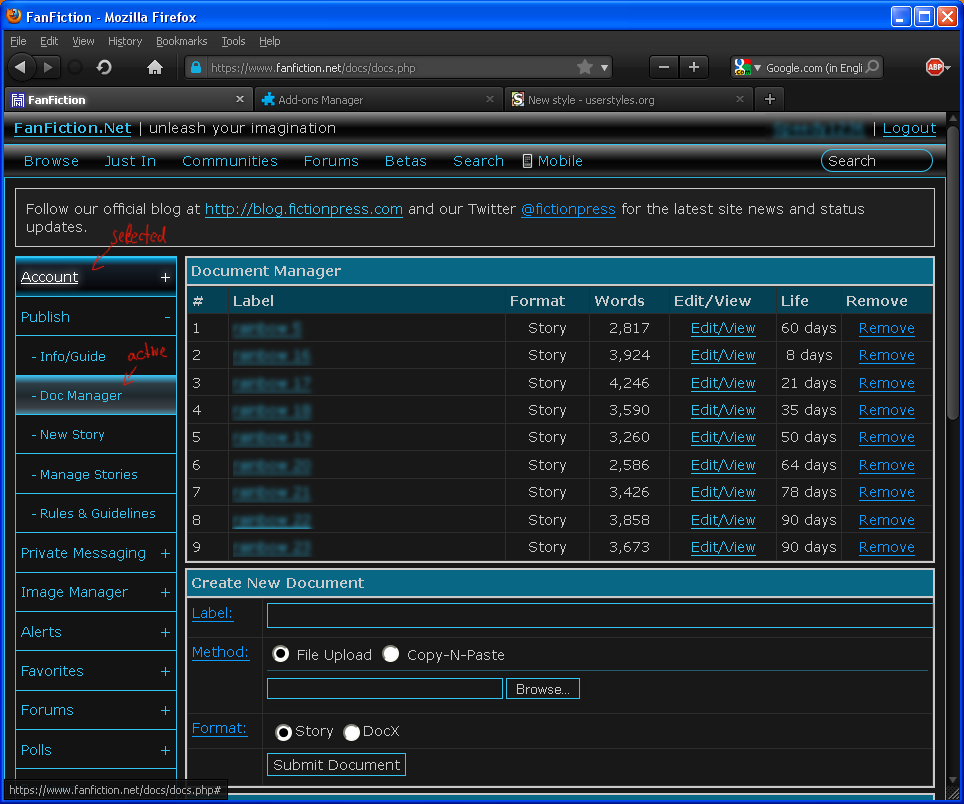 FanFiction - Mozilla Firefox
File Edit View History Bookmarks Tools Help
https://www.fanfiction.net/docs/docs.php Google.com (in Engli ABP
FanFiction Add-ons Manager New style - userstyles.org
FanFiction.Net | unleash your imagination | Logout
Browse Just In Communities Forums Betas Search Mobile Search
Follow our official blog at http://blog.fictionpress.com and our Twitter @fictionpress for the latest site news and status
updates.
selected
Account +
Publish -
- Info/Guide
active
- Doc Manager
- New Story
- Manage Stories
- Rules & Guidelines
Private Messaging +
Image Manager +
Alerts +
Favorites +
Forums +
Polls +
Document Manager
# Label Format Words Edit/View Life Remove
1 Story 2,817 Edit/View 60 days Remove
2 Story 3,924 Edit/View 8 days Remove
3 Story 4,246 Edit/View 21 days Remove
4 Story 3,590 Edit/View 35 days Remove
5 Story 3,260 Edit/View 50 days Remove
6 Story 2,586 Edit/View 64 days Remove
7 Story 3,426 Edit/View 78 days Remove
8 Story 3,858 Edit/View 90 days Remove
9 Story 3,673 Edit/View 90 days Remove
Create New Document
Label:
Method: File Upload Copy-N-Paste
Browse...
Format: Story DocX
Submit Document
https://www.fanfiction.net/docs/docs.php#